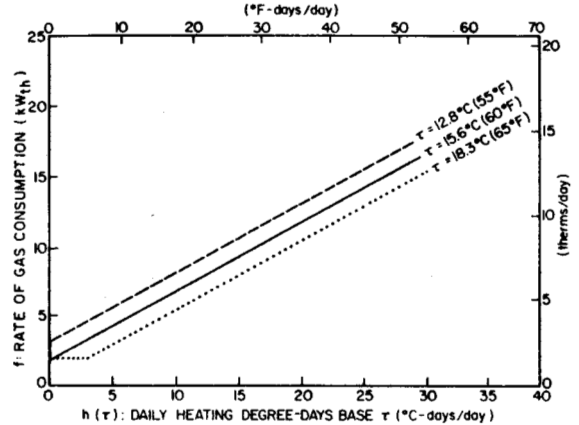 (°F-days/day)
0 10 20 30 40 50 60 70
25
20
15
10
5
0
f: RATE OF GAS CONSUMPTION (kWth)
τ = 12.8°C (55°F)
τ = 15.6°C (60°F)
τ = 18.3°C (65°F)
20
15
10
5
0
(therms/day)
0 5 10 15 20 25 30 35 40
h(τ): DAILY HEATING DEGREE-DAYS BASE τ (°C-days/day)